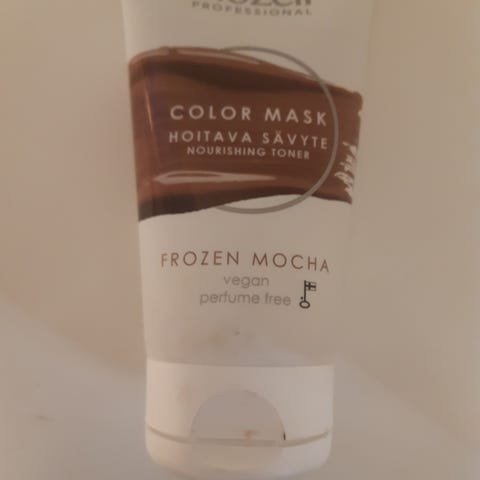 PROFESSIONAL
COLOR MASK
HOITAVA SÄVYTE
NOURISHING TONER
FROZEN MOCHA
vegan
perfume free